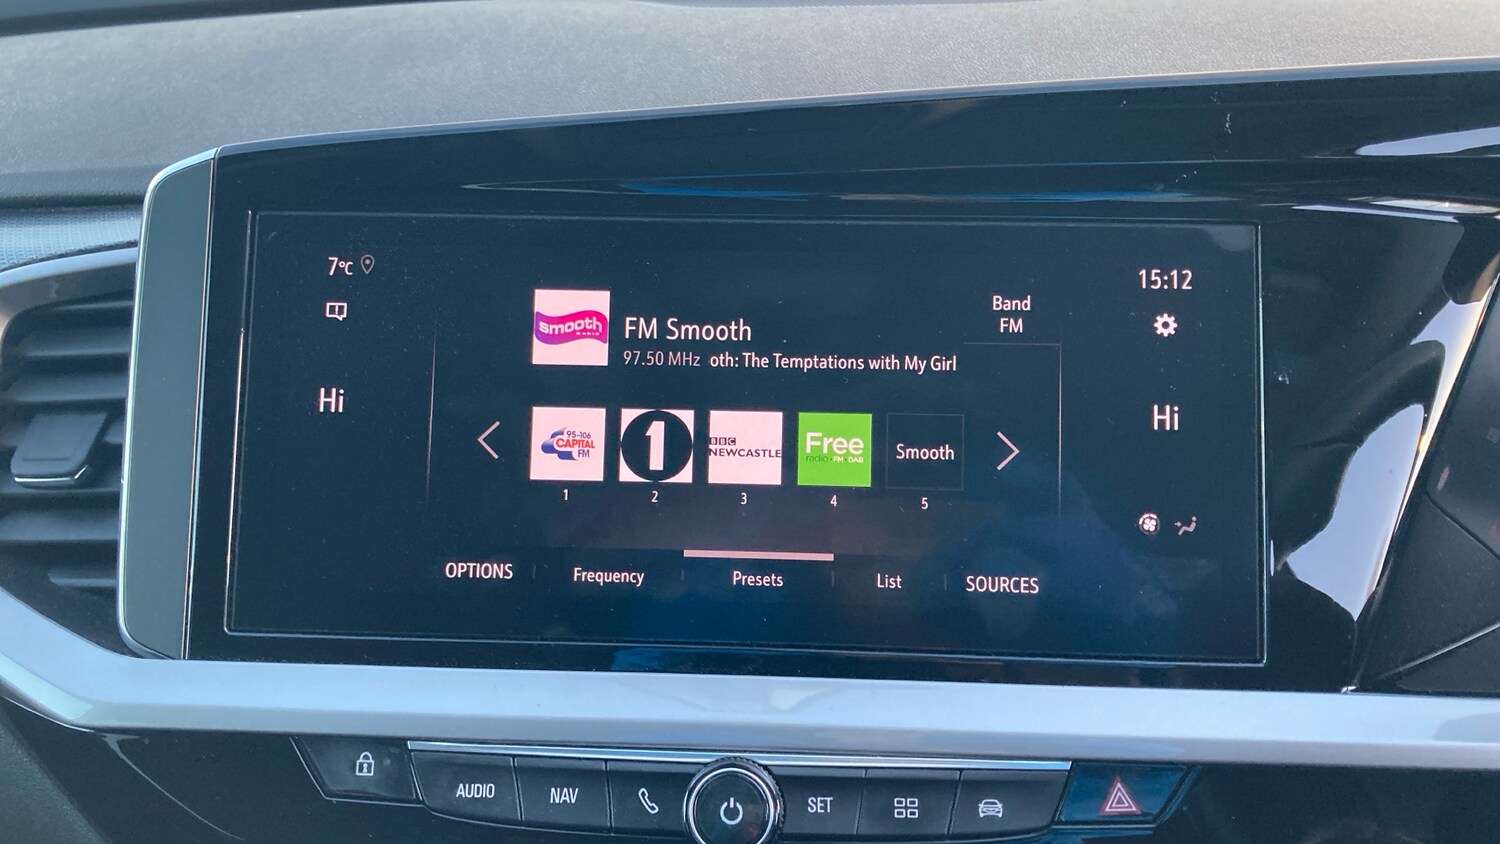 7°C
15:12
Hi
Hi
smooth
RADIO
FM Smooth
97.50 MHz oth: The Temptations with My Girl
Band
FM
95-106
CAPITAL
FM
1
BBC
NEWCASTLE
Free
radio FM DAB
Smooth
1
2
3
4
5
OPTIONS
Frequency
Presets
List
SOURCES
AUDIO
NAV
SET